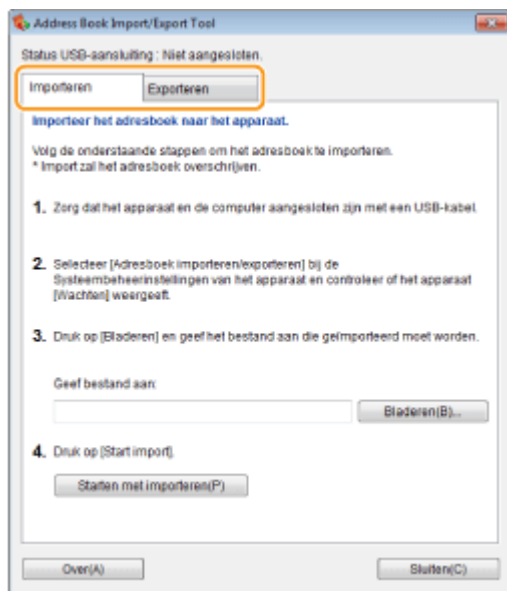 Address Book Import/Export Tool
Status USB-aansluiting : Niet aangesloten.
Importeren
Exporteren
Importeer het adresboek naar het apparaat.
Volg de onderstaande stappen om het adresboek te importeren.
* Import zal het adresboek overschrijven.
1. Zorg dat het apparaat en de computer aangesloten zijn met een USB-kabel.
2. Selecteer [Adresboek importeren/exporteren] bij de
Systeembeheerinstellingen van het apparaat en controleer of het apparaat
[Wachten] weergeeft.
3. Druk op [Bladeren] en geef het bestand aan die geïmporteerd moet worden.
Geef bestand aan:
Bladeren(B)...
4. Druk op [Start import].
Starten met importeren(P)
Over(A)
Sluiten(C)